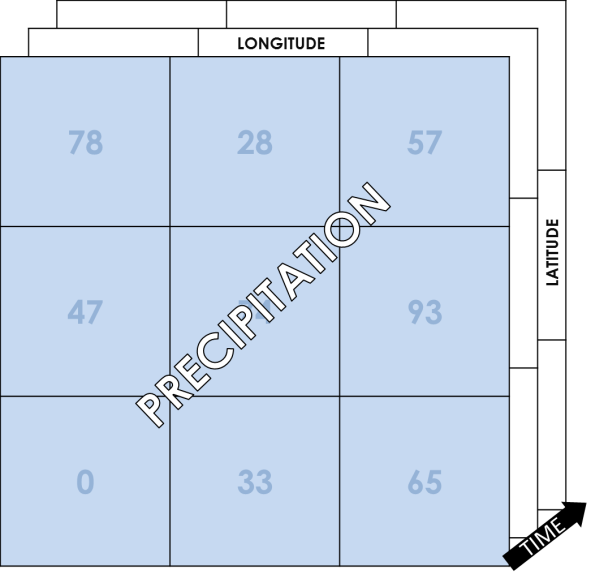 LONGITUDE
78 28 57
PRECIPITATION
LATITUDE
47 93
0 33 65
TIME